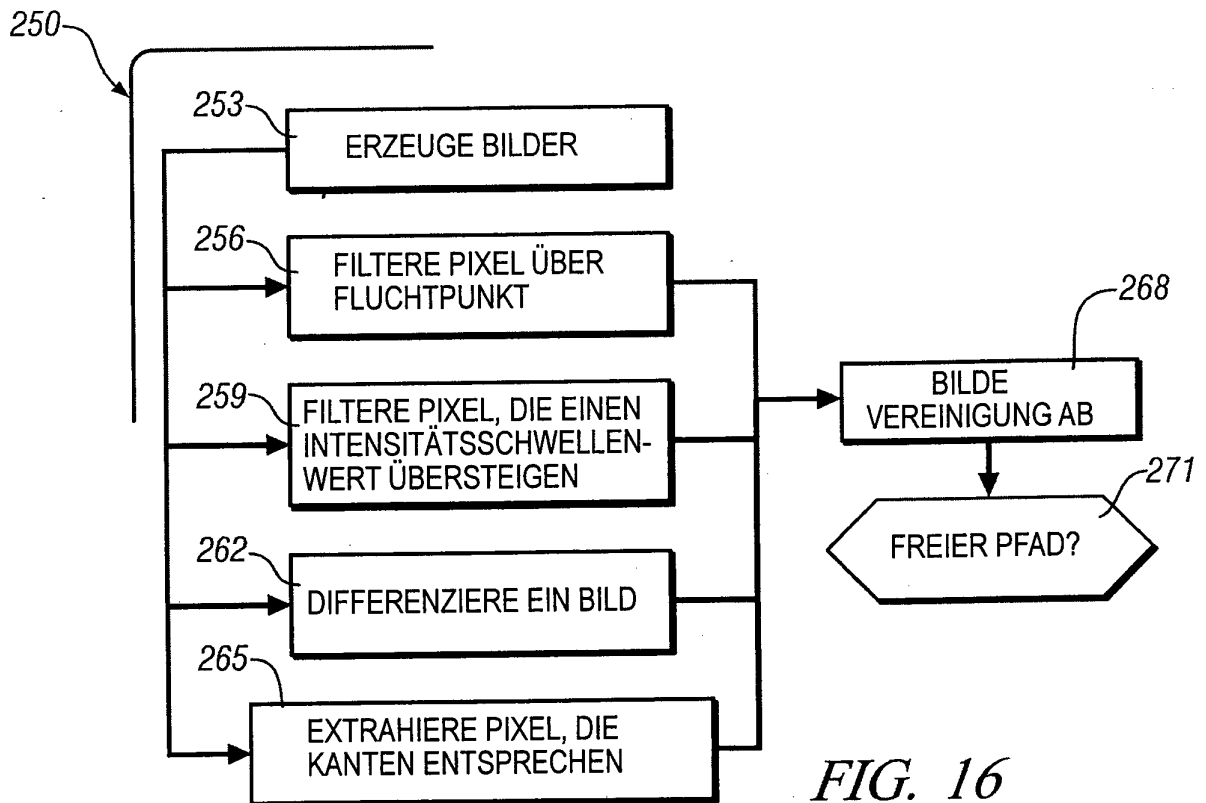 250
253
ERZEUGE BILDER
256
FILTERE PIXEL ÜBER
FLUCHTPUNKT
259
FILTERE PIXEL, DIE EINEN
INTENSITÄTSSCHWELLEN-
WERT ÜBERSTEIGEN
262
DIFFERENZIERE EIN BILD
265
EXTRAHIERE PIXEL, DIE
KANTEN ENTSPRECHEN
268
BILDE
VEREINIGUNG AB
271
FREIER PFAD?
FIG. 16